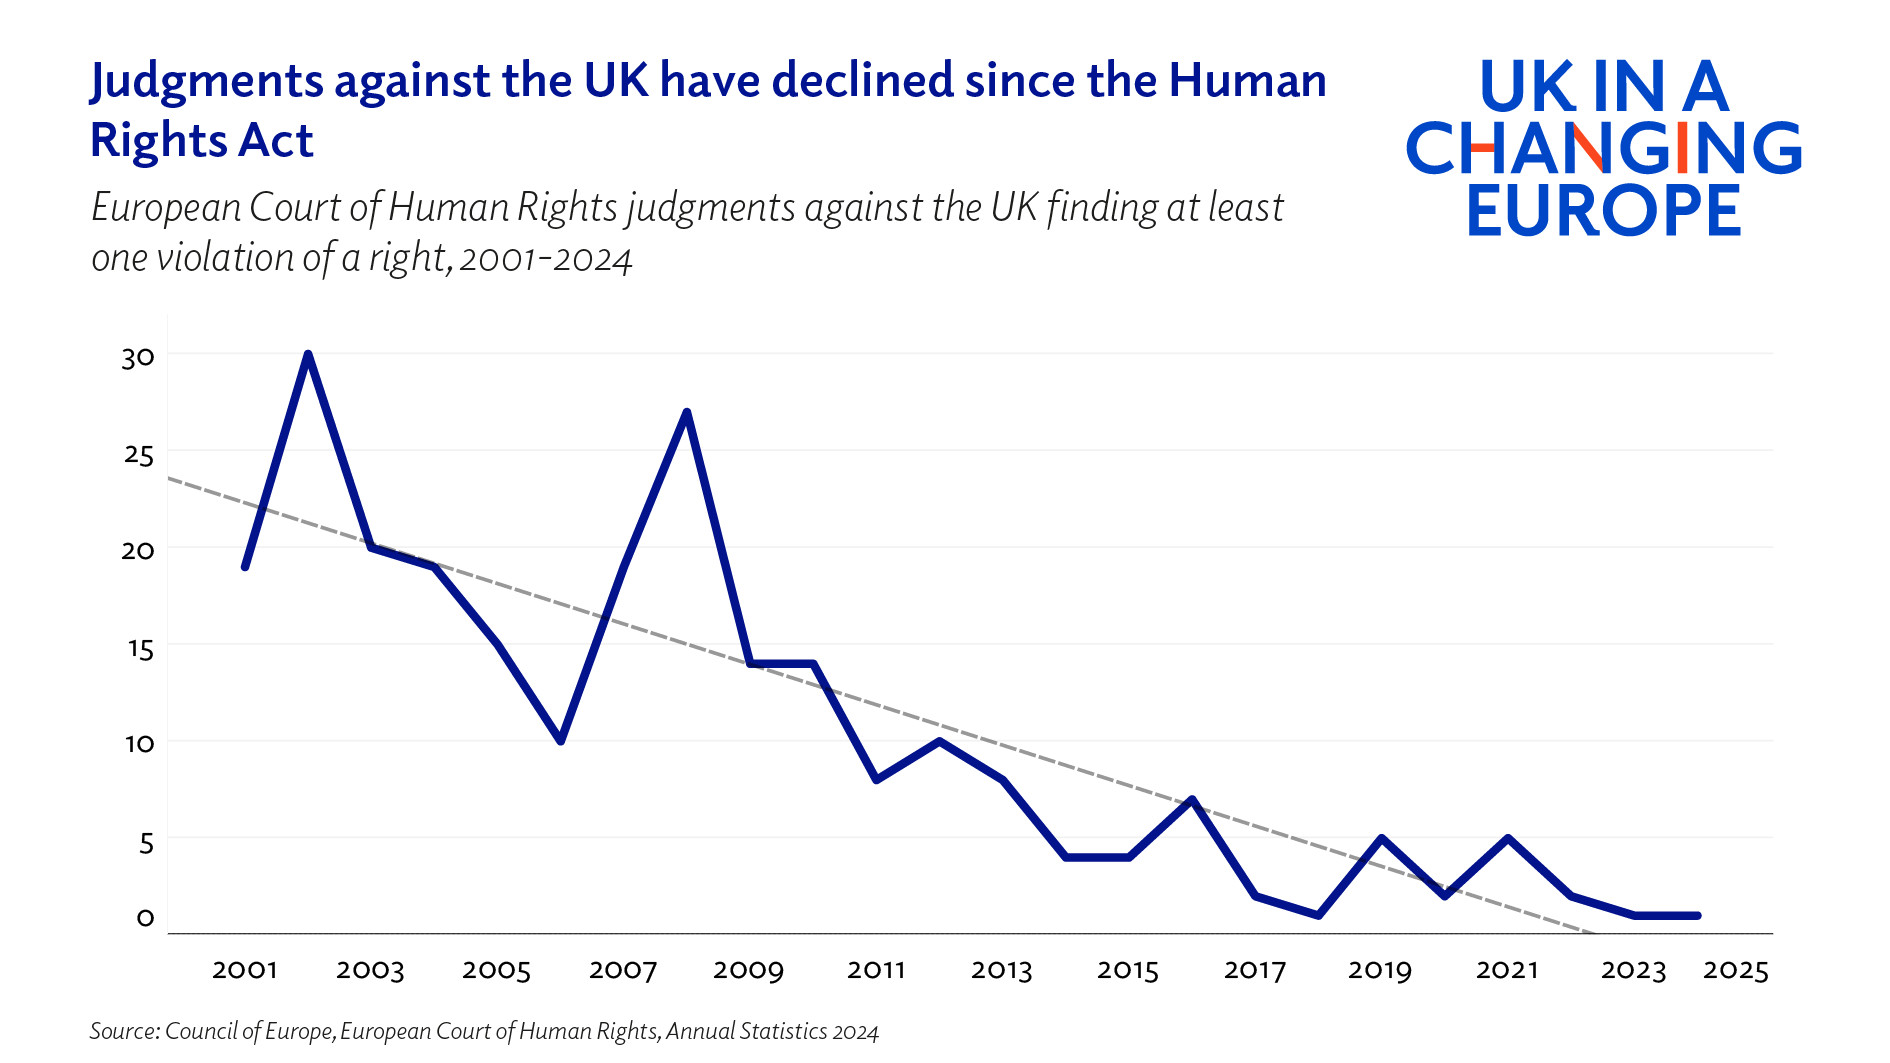 Judgments against the UK have declined since the Human
Rights Act
European Court of Human Rights judgments against the UK finding at least
one violation of a right, 2001-2024
UK IN A
CHANGING
EUROPE
30
25
20
15
10
5
0
2001 2003 2005 2007 2009 2011 2013 2015 2017 2019 2021 2023 2025
Source: Council of Europe, European Court of Human Rights, Annual Statistics 2024